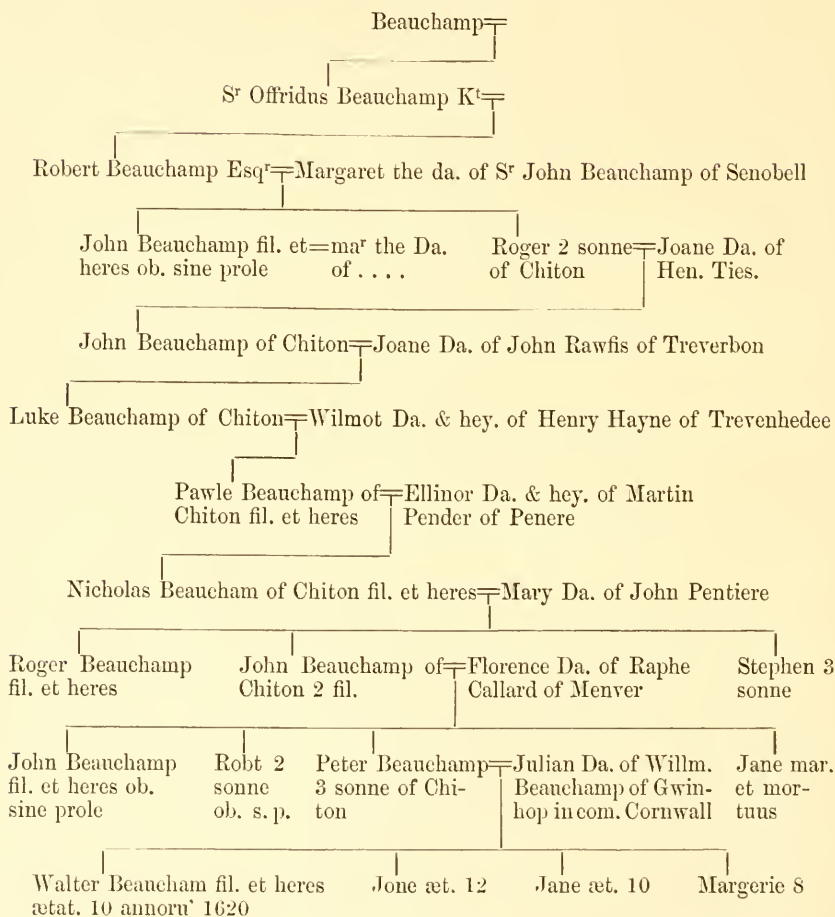 Beauchamp
Sʳ Offridus Beauchamp Kᵗ
Robert Beauchamp Esqʳ Margaret the da. of Sʳ John Beauchamp of Senobell
John Beauchamp fil. et = maʳ the Da. Roger 2 sonne Joane Da. of
heres ob. sine prole of . . . . of Chiton Hen. Ties.
John Beauchamp of Chiton Joane Da. of John Rawfis of Treverbon
Luke Beauchamp of Chiton Wilmot Da. & hey. of Henry Hayne of Trevenhedee
Pawle Beauchamp of Ellinor Da. & hey. of Martin
Chiton fil. et heres Pender of Penere
Nicholas Beaucham of Chiton fil. et heres Mary Da. of John Pentiere
Roger Beauchamp John Beauchamp of Florence Da. of Raphe Stephen 3
fil. et heres Chiton 2 fil. Callard of Menver sonne
John Beauchamp Robt 2 Peter Beauchamp Julian Da. of Willm. Jane mar.
fil. et heres ob. sonne 3 sonne of Chi- Beauchamp of Gwin- et mor-
sine prole ob. s. p. ton hop in com. Cornwall tuus
Walter Beaucham fil. et heres Jone æt. 12 Jane æt. 10 Margerie 8
ætat. 10 annoru' 1620